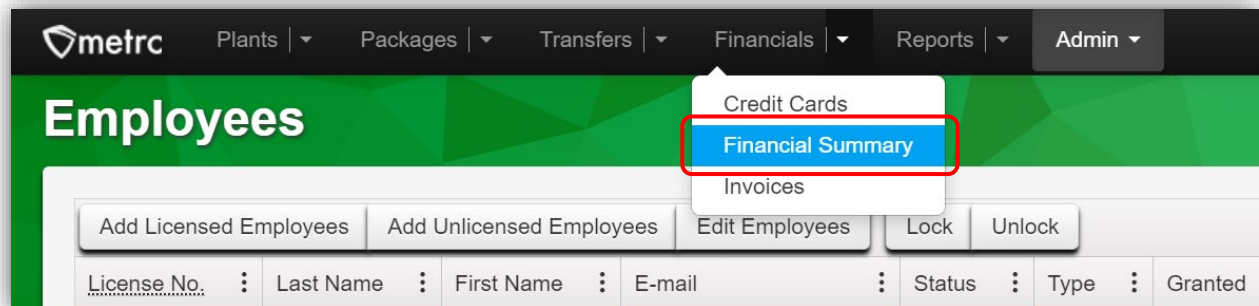 metrc Plants Packages Transfers Financials Reports Admin
Employees
Credit Cards
Financial Summary
Invoices
Add Licensed Employees Add Unlicensed Employees Edit Employees Lock Unlock
License No. Last Name First Name E-mail Status Type Granted